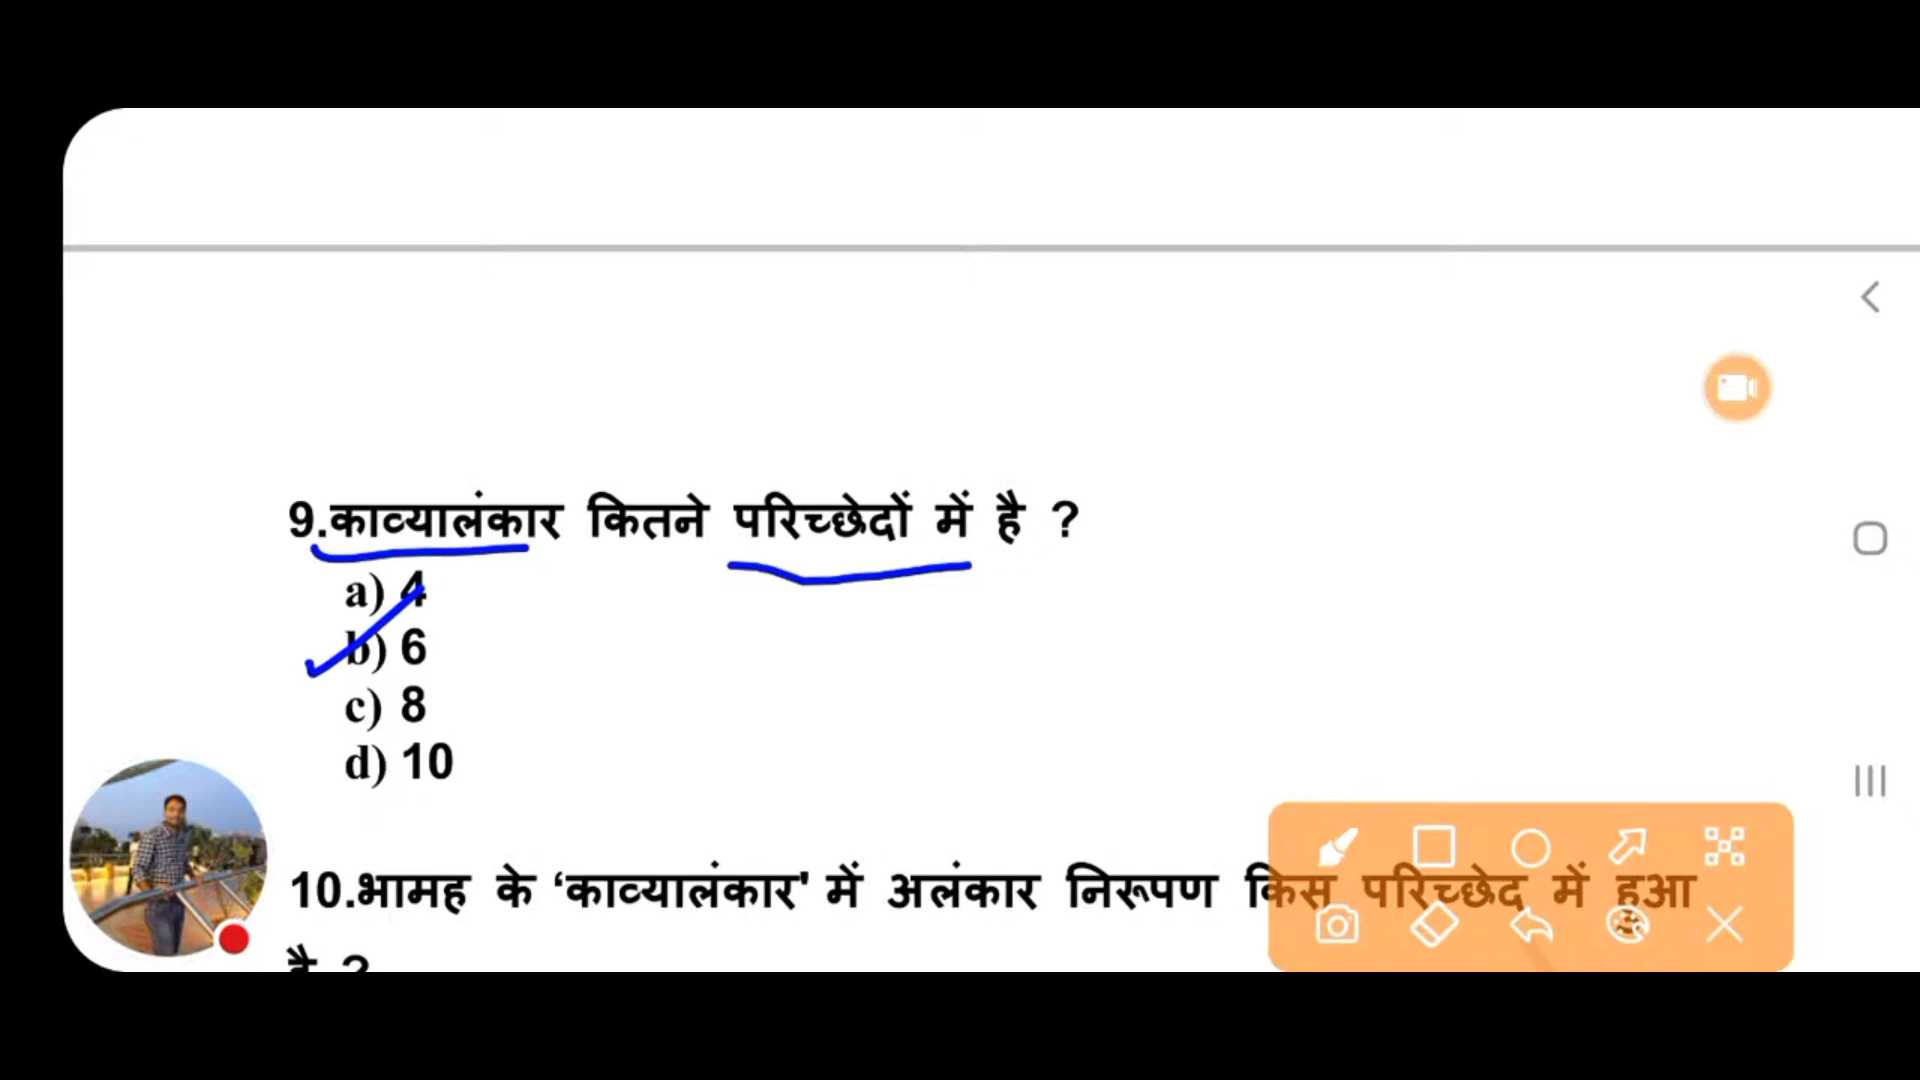 9.काव्यालंकार कितने परिच्छेदों में है ?
a) 4
b) 6
c) 8
d) 10
10.भामह के ‘काव्यालंकार' में अलंकार निरूपण किस परिच्छेद में हुआ
है ?